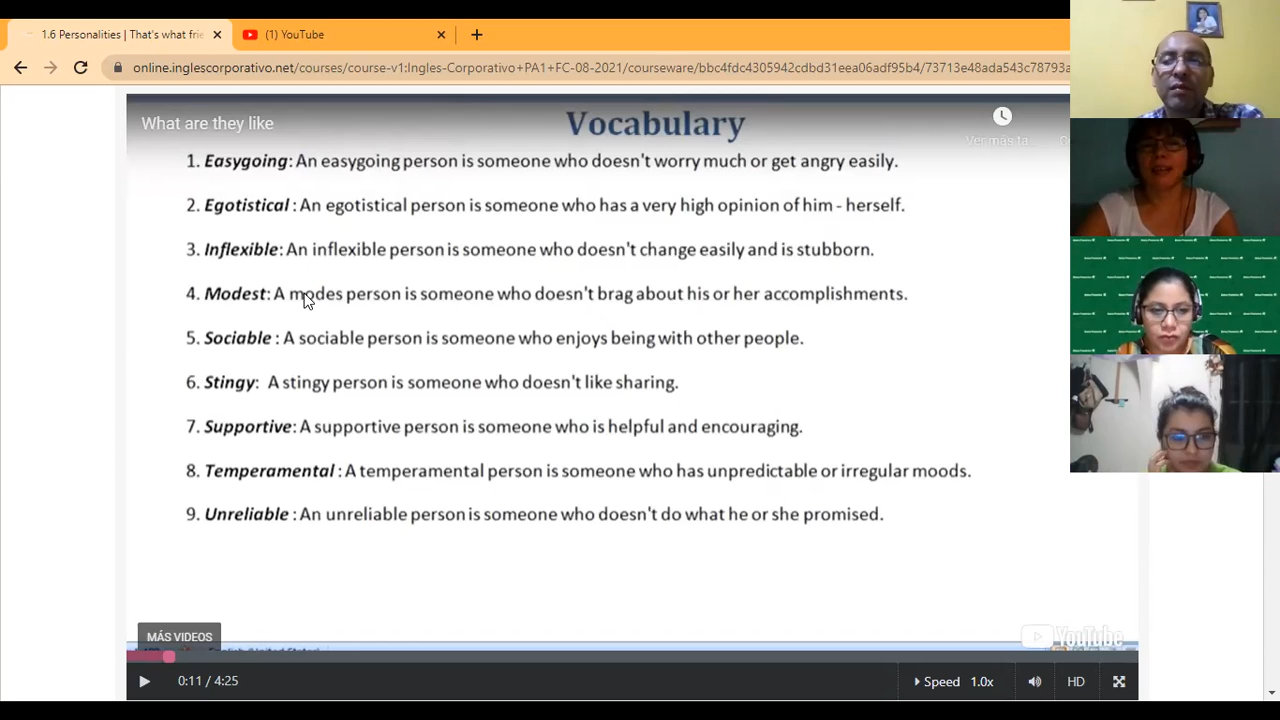 1.6 Personalities | That's what frie
(1) YouTube
online.inglescorporativo.net/courses/course-v1:Ingles-Corporativo+PA1+FC-08-2021/courseware/bbc4fdc4305942cdbd31eea06adf95b4/73713e48ada543c78793a
What are they like
Vocabulary
1. Easygoing: An easygoing person is someone who doesn't worry much or get angry easily.
2. Egotistical : An egotistical person is someone who has a very high opinion of him - herself.
3. Inflexible: An inflexible person is someone who doesn't change easily and is stubborn.
4. Modest: A modes person is someone who doesn't brag about his or her accomplishments.
5. Sociable : A sociable person is someone who enjoys being with other people.
6. Stingy: A stingy person is someone who doesn't like sharing.
7. Supportive: A supportive person is someone who is helpful and encouraging.
8. Temperamental : A temperamental person is someone who has unpredictable or irregular moods.
9. Unreliable : An unreliable person is someone who doesn't do what he or she promised.
MÁS VIDEOS
YouTube
0:11 / 4:25
Speed 1.0x
HD